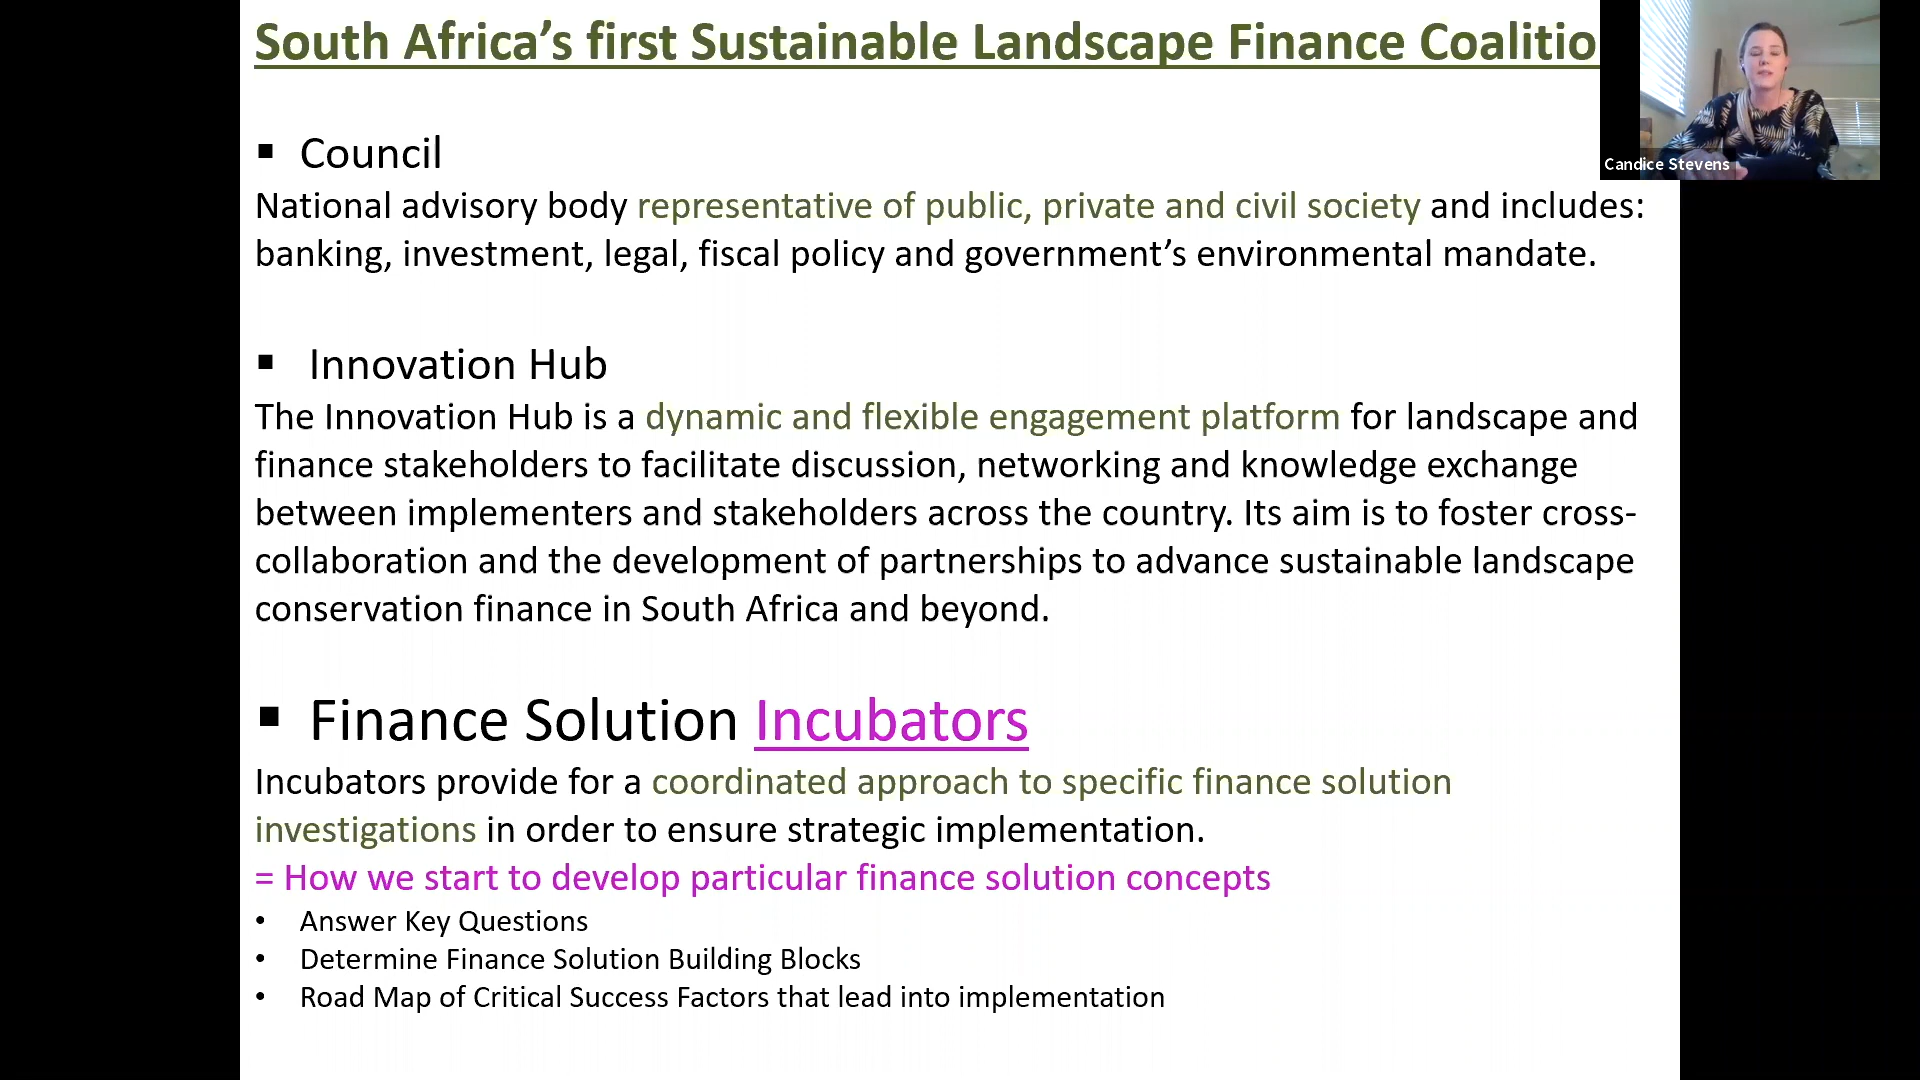 South Africa’s first Sustainable Landscape Finance Coalitio
Candice Stevens
▪ Council
National advisory body representative of public, private and civil society and includes:
banking, investment, legal, fiscal policy and government’s environmental mandate.
▪ Innovation Hub
The Innovation Hub is a dynamic and flexible engagement platform for landscape and
finance stakeholders to facilitate discussion, networking and knowledge exchange
between implementers and stakeholders across the country. Its aim is to foster cross-
collaboration and the development of partnerships to advance sustainable landscape
conservation finance in South Africa and beyond.
▪ Finance Solution Incubators
Incubators provide for a coordinated approach to specific finance solution
investigations in order to ensure strategic implementation.
= How we start to develop particular finance solution concepts
• Answer Key Questions
• Determine Finance Solution Building Blocks
• Road Map of Critical Success Factors that lead into implementation